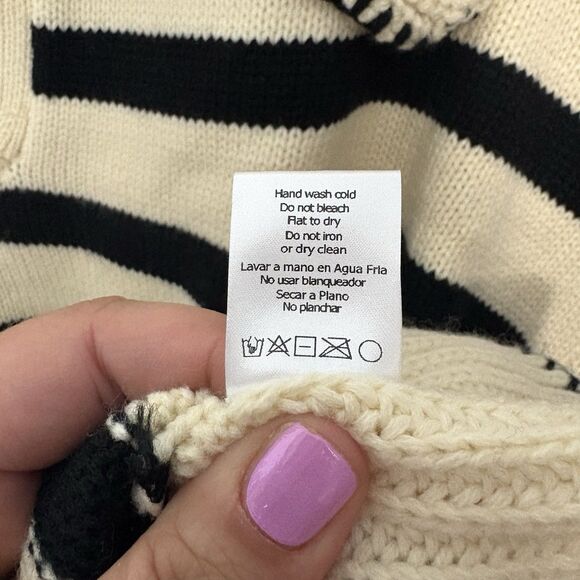 Hand wash cold
Do not bleach
Flat to dry
Do not iron
or dry clean
Lavar a mano en Agua Fria
No usar blanqueador
Secar a Plano
No planchar